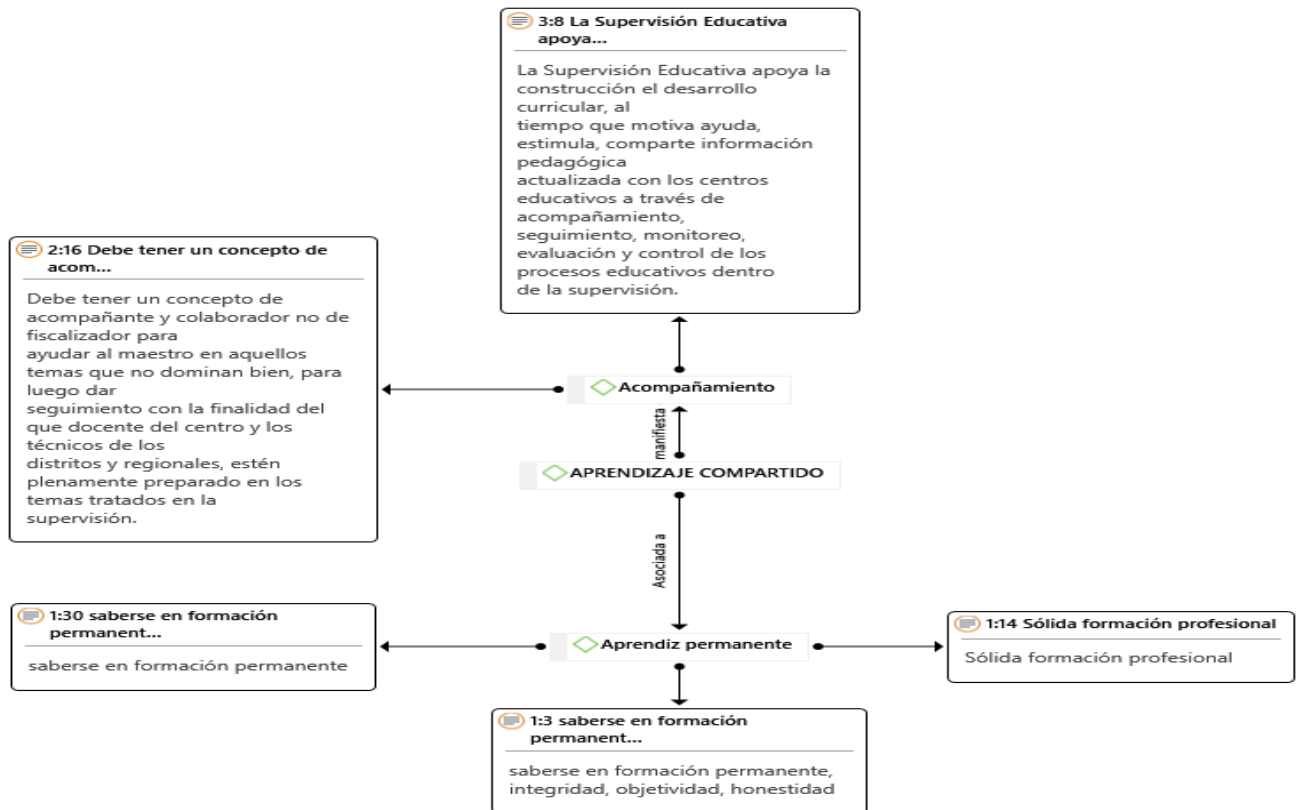 3:8 La Supervisión Educativa
apoya...
La Supervisión Educativa apoya la
construcción el desarrollo
curricular, al
tiempo que motiva ayuda,
estimula, comparte información
pedagógica
actualizada con los centros
educativos a través de
acompañamiento,
seguimiento, monitoreo,
evaluación y control de los
procesos educativos dentro
de la supervisión.
2:16 Debe tener un concepto de
acom...
Debe tener un concepto de
acompañante y colaborador no de
fiscalizador para
ayudar al maestro en aquellos
temas que no dominan bien, para
luego dar
seguimiento con la finalidad del
que docente del centro y los
técnicos de los
distritos y regionales, estén
plenamente preparado en los
temas tratados en la
supervisión.
Acompañamiento
manifiesta
APRENDIZAJE COMPARTIDO
Asociada a
Aprendiz permanente
1:30 saberse en formación
permanent...
saberse en formación permanente
1:14 Sólida formación profesional
Sólida formación profesional
1:3 saberse en formación
permanent...
saberse en formación permanente,
integridad, objetividad, honestidad